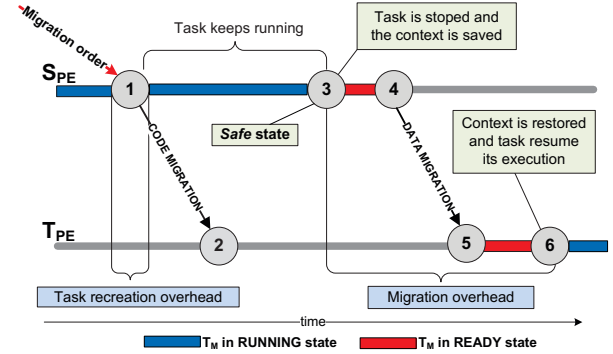 Migration order
Task keeps running
Task is stoped and
the context is saved
SPE
1
3
4
Safe state
CODE MIGRATION
DATA MIGRATION
Context is restored
and task resume
its execution
TPE
2
5
6
Task recreation overhead
Migration overhead
time
TM in RUNNING state
TM in READY state